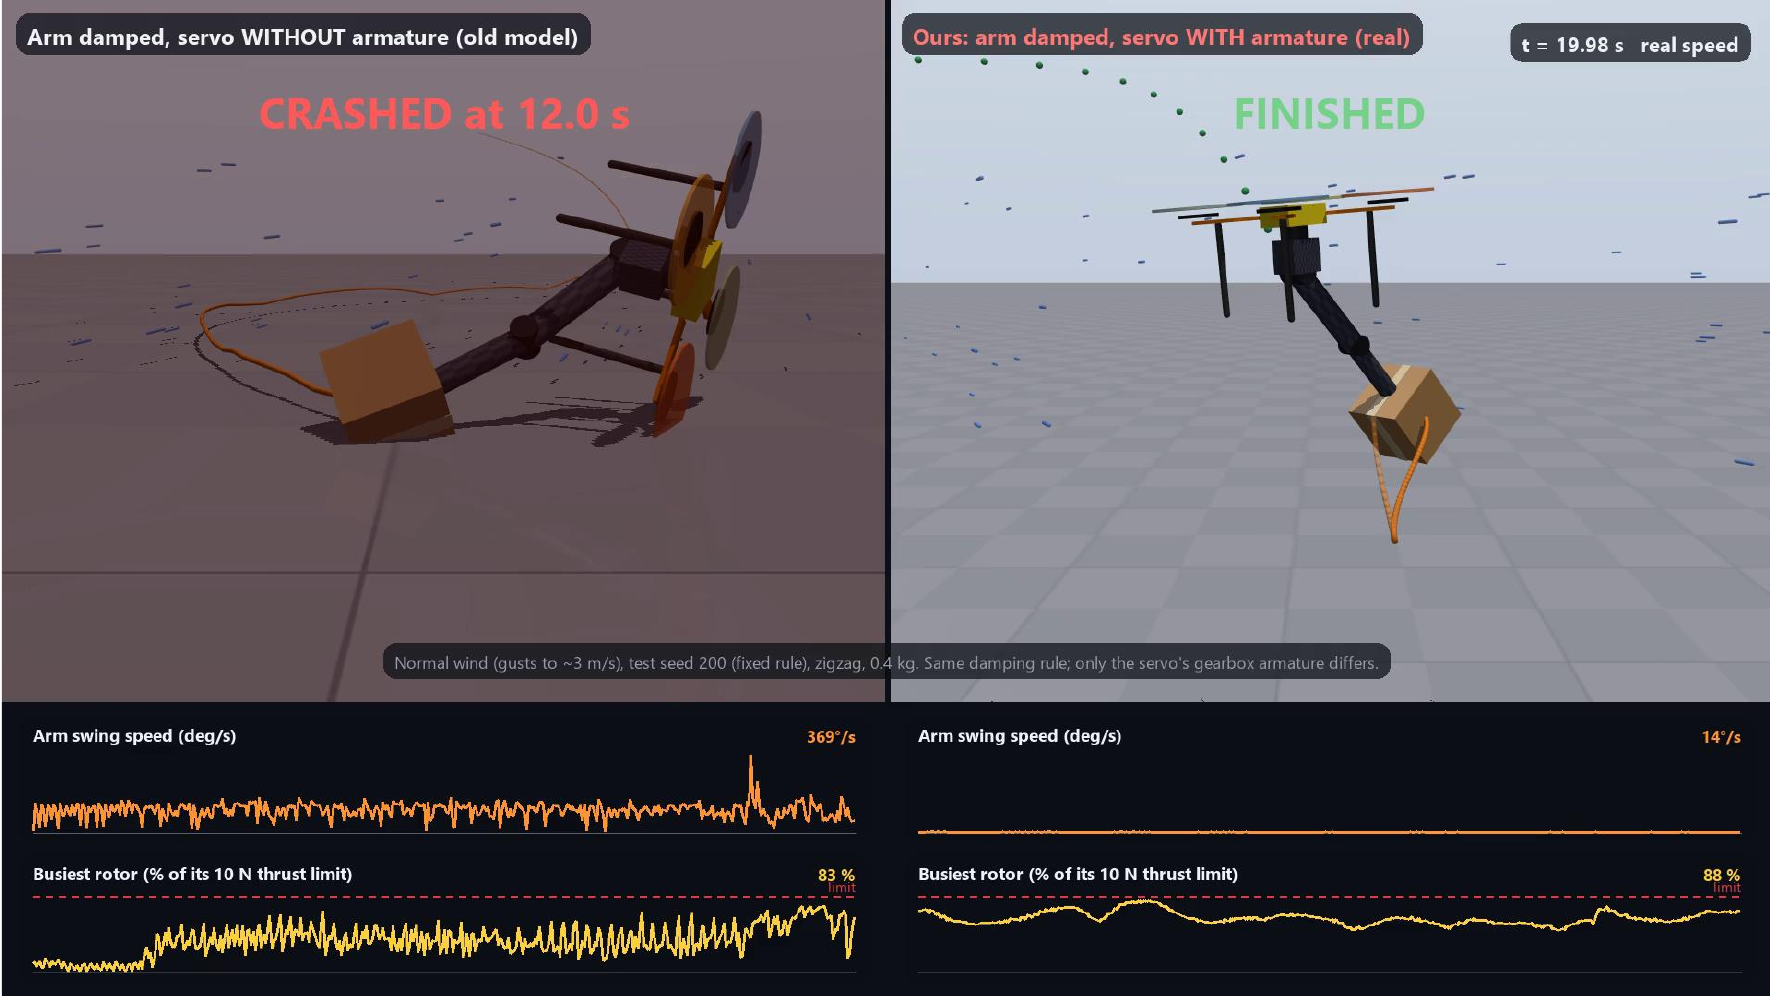 Arm damped, servo WITHOUT armature (old model)
CRASHED at 12.0 s
Ours: arm damped, servo WITH armature (real)
t = 19.98 s   real speed
FINISHED
Normal wind (gusts to ~3 m/s), test seed 200 (fixed rule), zigzag, 0.4 kg. Same damping rule; only the servo's gearbox armature differs.
Arm swing speed (deg/s)
369°/s
Busiest rotor (% of its 10 N thrust limit)
83 %
limit
Arm swing speed (deg/s)
14°/s
Busiest rotor (% of its 10 N thrust limit)
88 %
limit